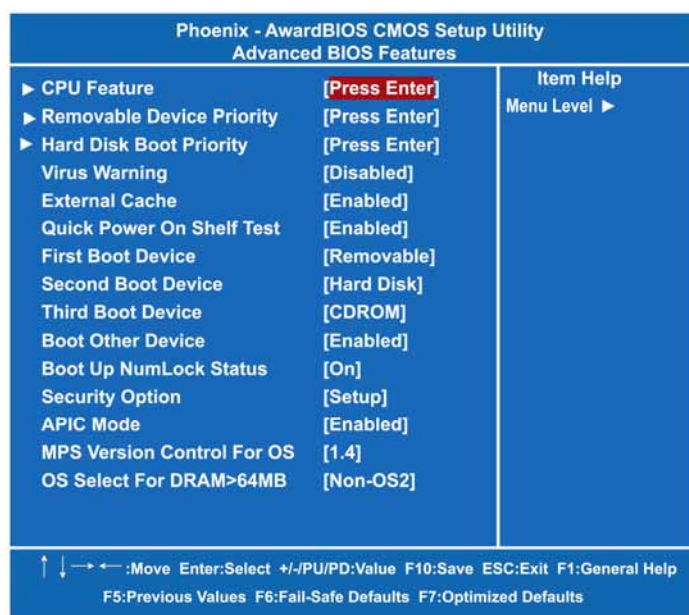 Phoenix - AwardBIOS CMOS Setup Utility
Advanced BIOS Features
▶ CPU Feature [Press Enter]
▶ Removable Device Priority [Press Enter]
▶ Hard Disk Boot Priority [Press Enter]
Virus Warning [Disabled]
External Cache [Enabled]
Quick Power On Shelf Test [Enabled]
First Boot Device [Removable]
Second Boot Device [Hard Disk]
Third Boot Device [CDROM]
Boot Other Device [Enabled]
Boot Up NumLock Status [On]
Security Option [Setup]
APIC Mode [Enabled]
MPS Version Control For OS [1.4]
OS Select For DRAM>64MB [Non-OS2]
Item Help
Menu Level ▶
↑ ↓ → ← :Move Enter:Select +/-/PU/PD:Value F10:Save ESC:Exit F1:General Help
F5:Previous Values F6:Fail-Safe Defaults F7:Optimized Defaults